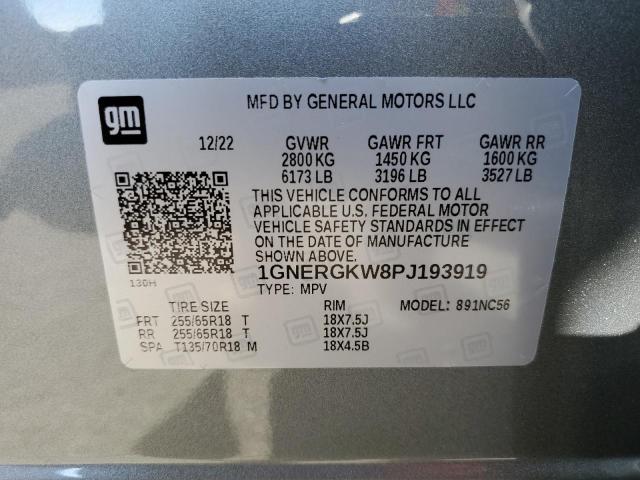 gm
MFD BY GENERAL MOTORS LLC
12/22 GVWR GAWR FRT GAWR RR
2800 KG 1450 KG 1600 KG
6173 LB 3196 LB 3527 LB
THIS VEHICLE CONFORMS TO ALL
APPLICABLE U.S. FEDERAL MOTOR
VEHICLE SAFETY STANDARDS IN EFFECT
ON THE DATE OF MANUFACTURE
SHOWN ABOVE.
1GNERGKW8PJ193919
130H
TYPE: MPV
TIRE SIZE RIM MODEL: 891NC56
FRT 255/65R18 T 18X7.5J
RR 255/65R18 T 18X7.5J
SPA T135/70R18 M 18X4.5B